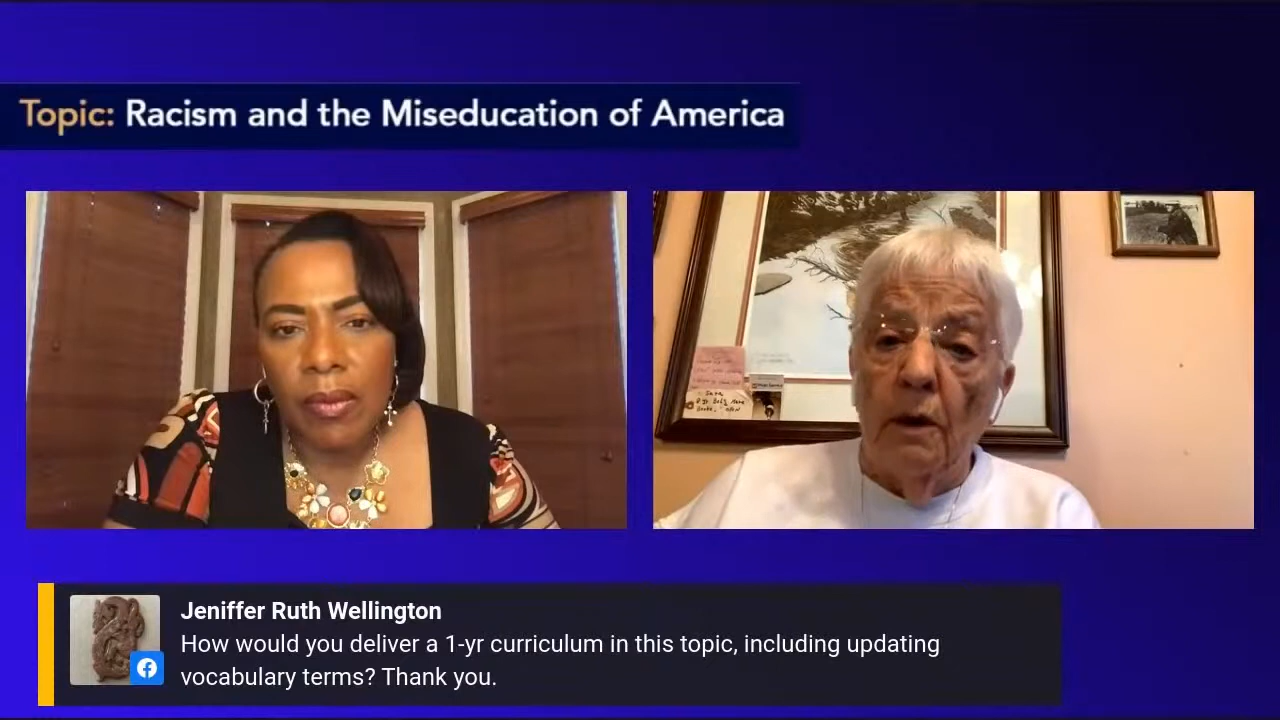 Topic: Racism and the Miseducation of America
Jeniffer Ruth Wellington
How would you deliver a 1-yr curriculum in this topic, including updating
vocabulary terms? Thank you.